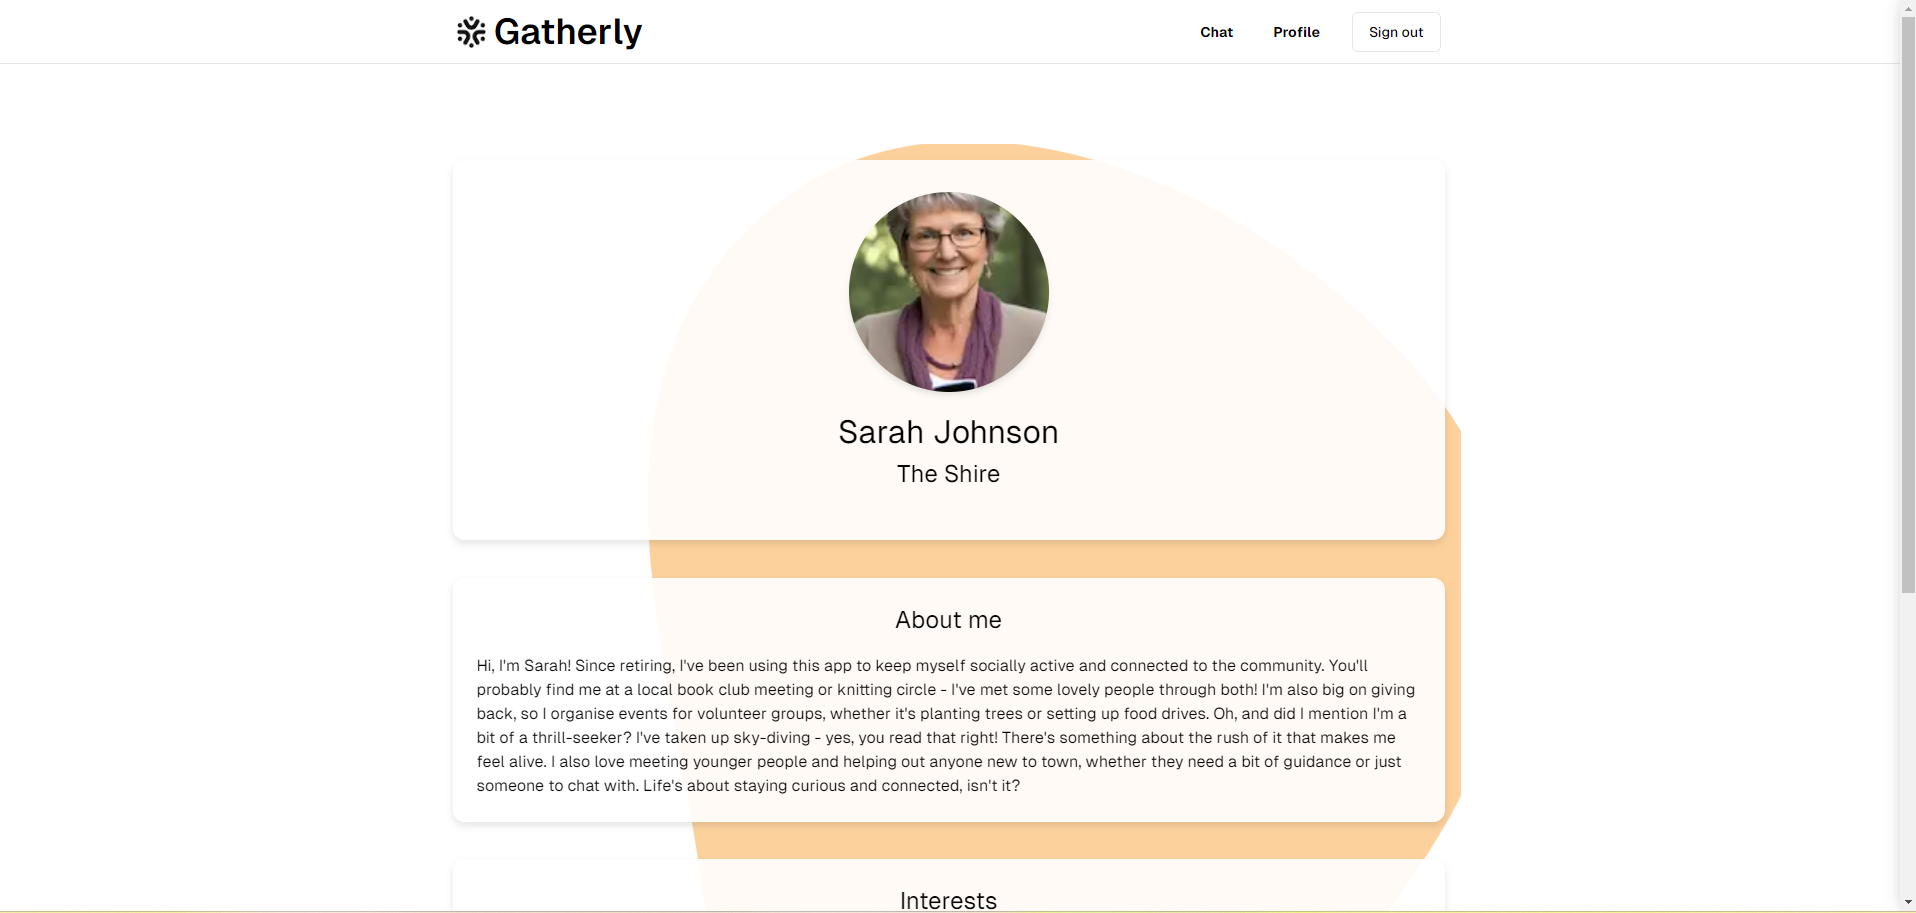 Gatherly
Chat
Profile
Sign out
Sarah Johnson
The Shire
About me
Hi, I'm Sarah! Since retiring, I've been using this app to keep myself socially active and connected to the community. You'll
probably find me at a local book club meeting or knitting circle - I've met some lovely people through both! I'm also big on giving
back, so I organise events for volunteer groups, whether it's planting trees or setting up food drives. Oh, and did I mention I'm a
bit of a thrill-seeker? I've taken up sky-diving - yes, you read that right! There's something about the rush of it that makes me
feel alive. I also love meeting younger people and helping out anyone new to town, whether they need a bit of guidance or just
someone to chat with. Life's about staying curious and connected, isn't it?
Interests